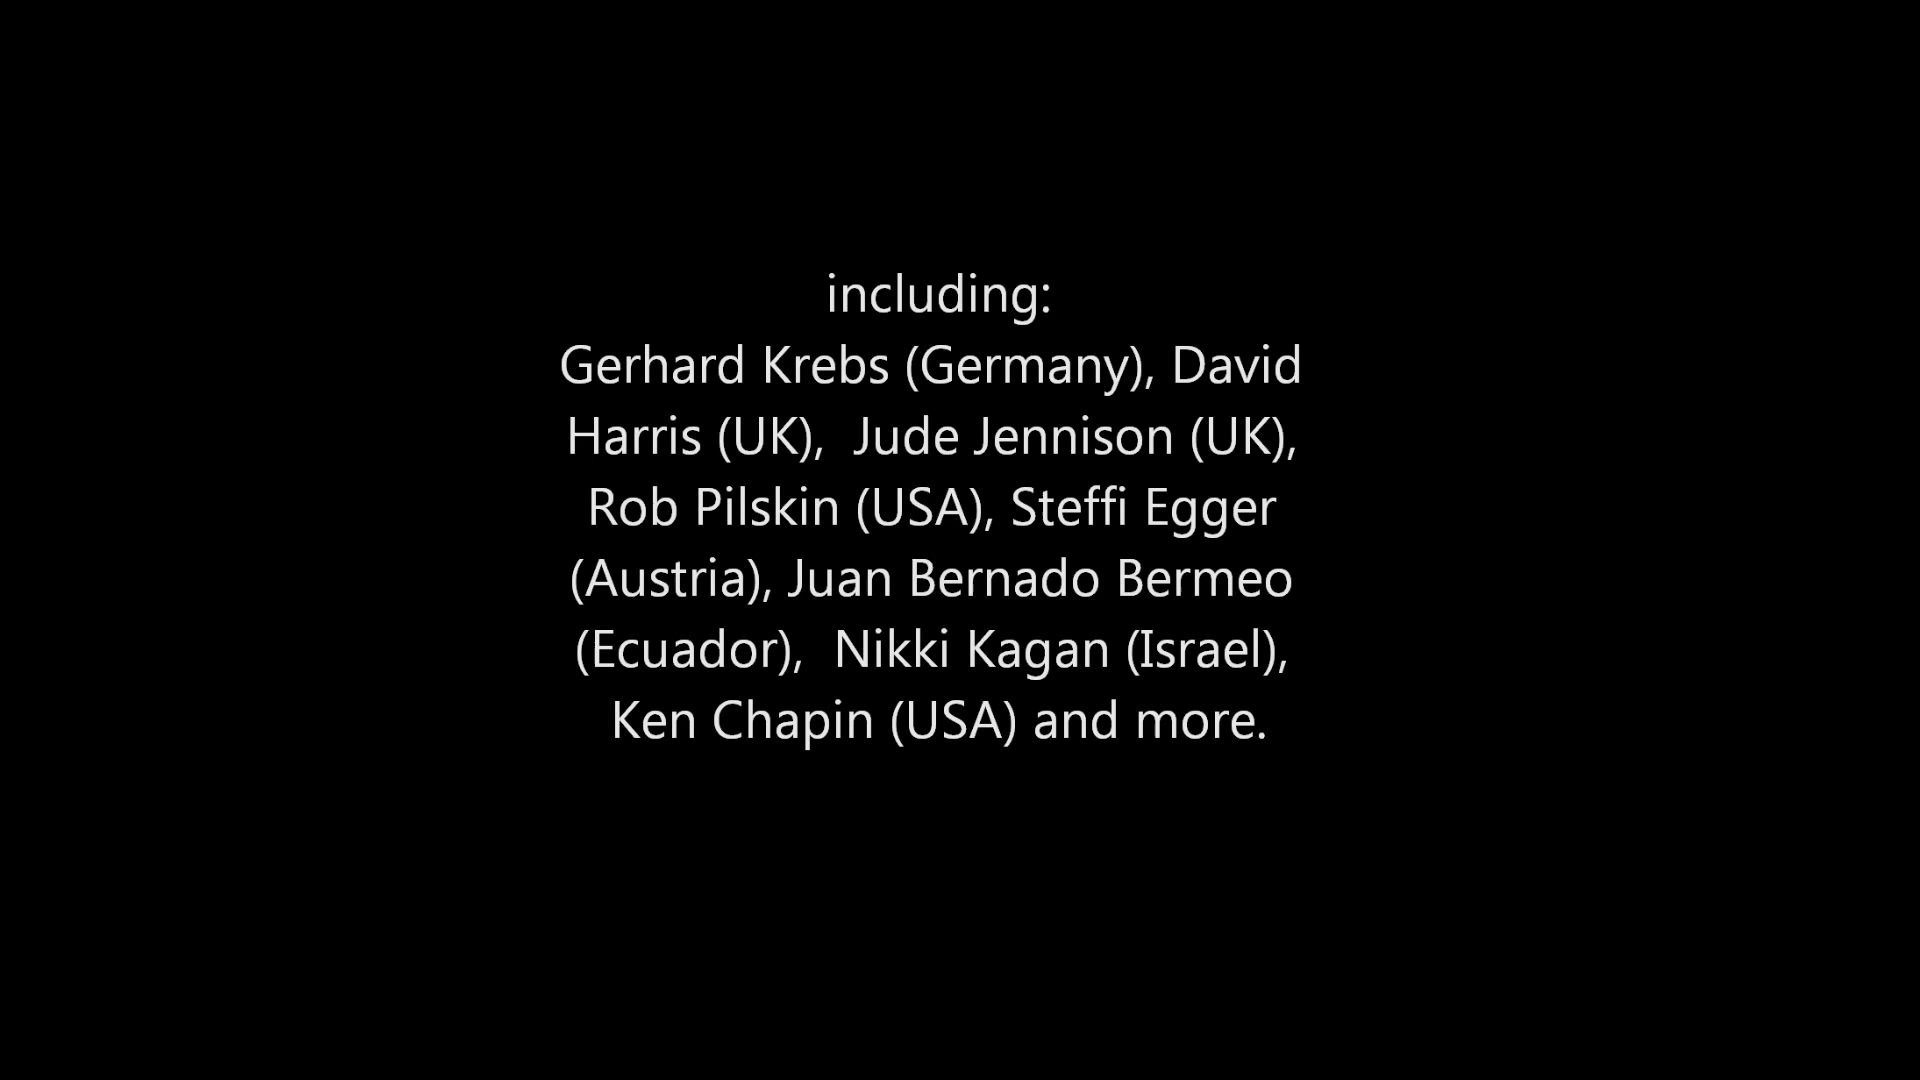 including:
Gerhard Krebs (Germany), David
Harris (UK),  Jude Jennison (UK),
Rob Pilskin (USA), Steffi Egger
(Austria), Juan Bernado Bermeo
(Ecuador),  Nikki Kagan (Israel),
Ken Chapin (USA) and more.